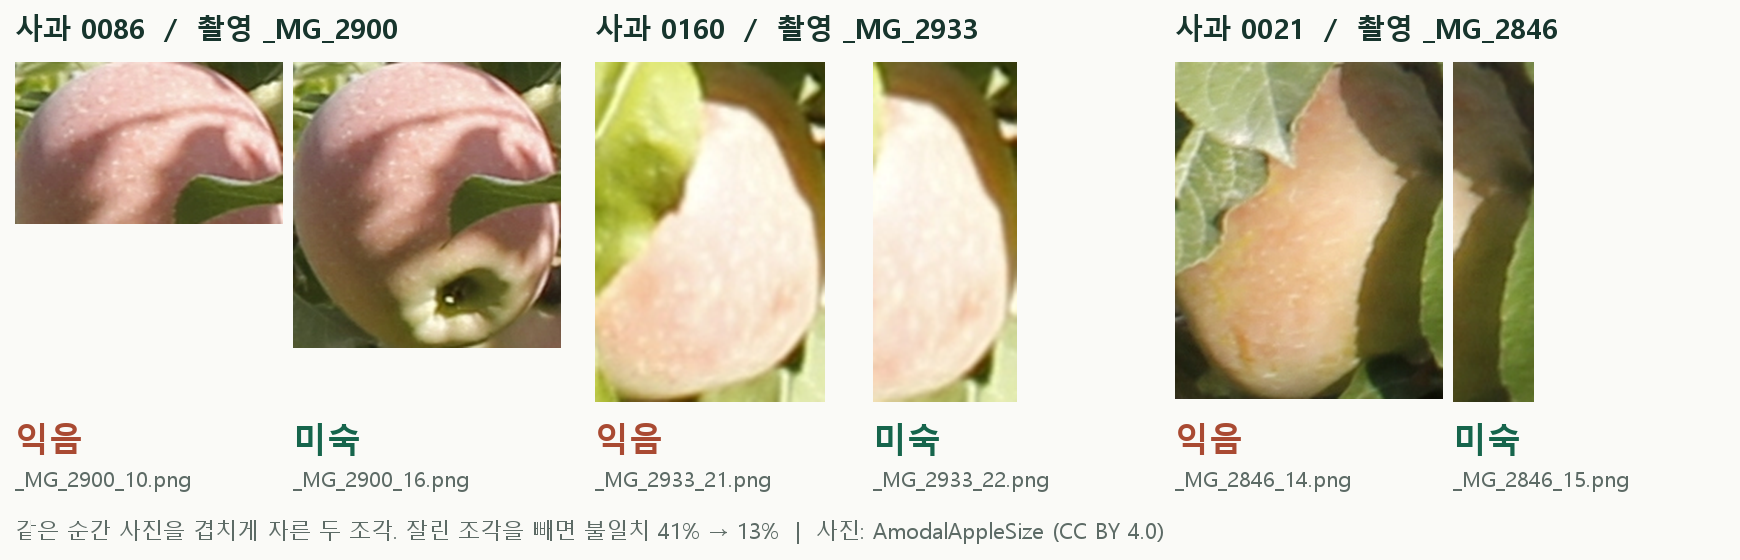 사과 0086 / 촬영 _MG_2900
사과 0160 / 촬영 _MG_2933
사과 0021 / 촬영 _MG_2846
익음
미숙
익음
미숙
익음
미숙
_MG_2900_10.png
_MG_2900_16.png
_MG_2933_21.png
_MG_2933_22.png
_MG_2846_14.png
_MG_2846_15.png
같은 순간 사진을 겹치게 자른 두 조각. 잘린 조각을 빼면 불일치 41% → 13% | 사진: AmodalAppleSize (CC BY 4.0)